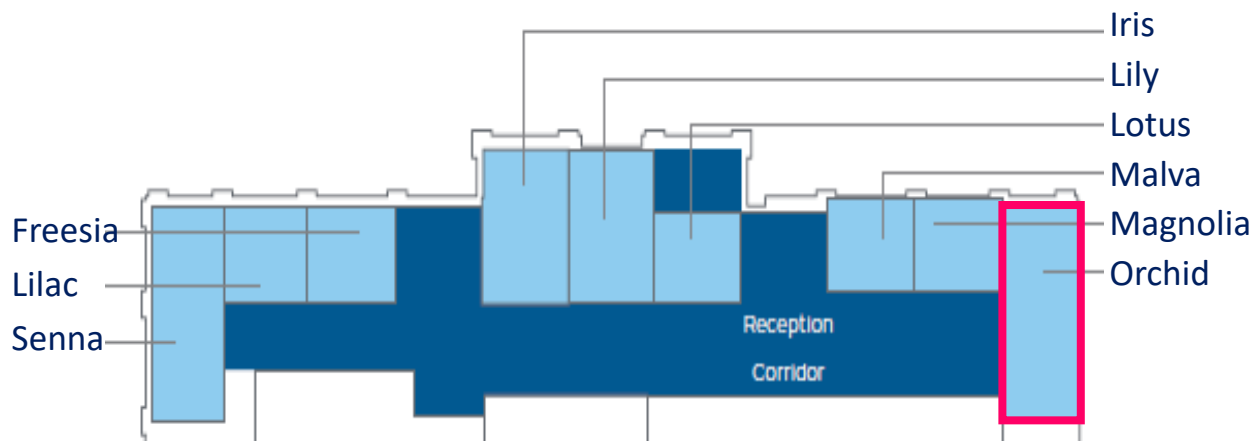 Iris
Lily
Lotus
Malva
Magnolia
Orchid
Freesia
Lilac
Senna
Reception
Corridor